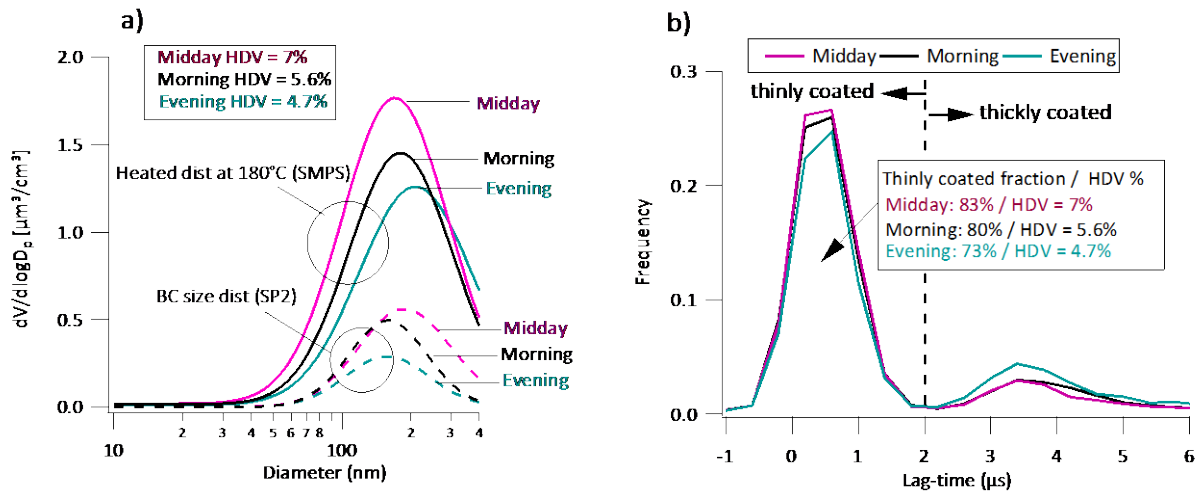 a)
Midday HDV = 7%
Morning HDV = 5.6%
Evening HDV = 4.7%
2.0
1.5
1.0
0.5
0.0
dV/dlogDp [µm³/cm³]
Midday
Morning
Evening
Heated dist at 180°C (SMPS)
BC size dist (SP2)
Midday
Morning
Evening
10
2
3
4
5
6
7
8
100
2
3
4
Diameter (nm)
b)
Midday
Morning
Evening
0.3
0.2
0.1
0.0
Frequency
thinly coated
thickly coated
Thinly coated fraction / HDV %
Midday: 83% / HDV = 7%
Morning: 80% / HDV = 5.6%
Evening: 73% / HDV = 4.7%
-1
0
1
2
3
4
5
6
Lag-time (µs)